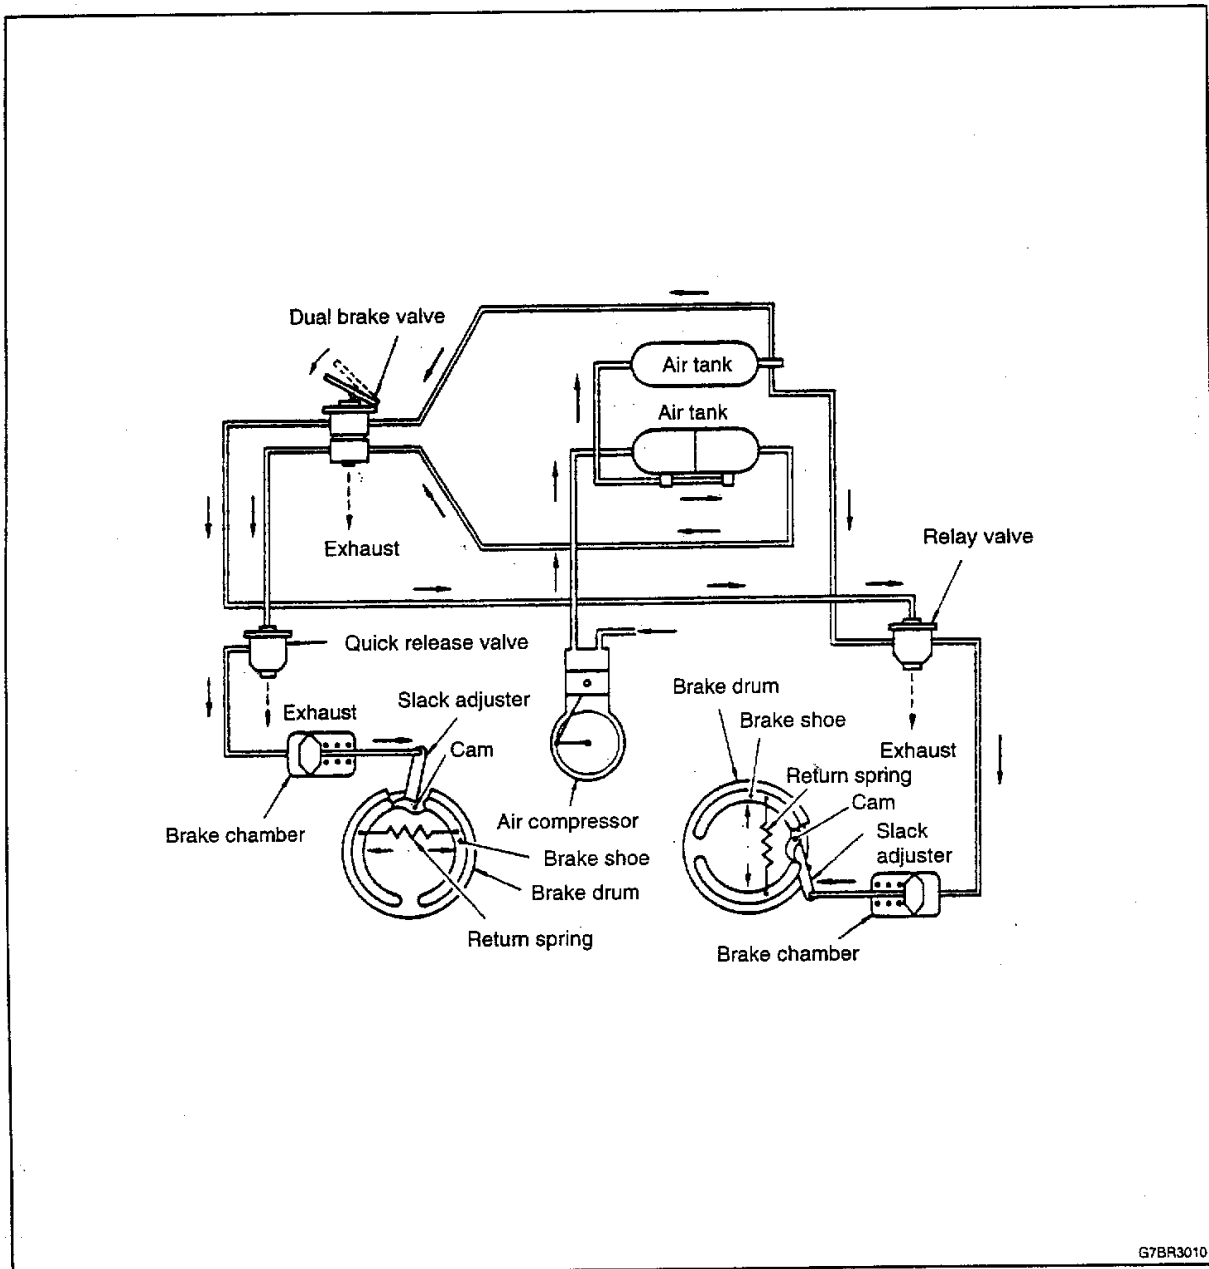 Dual brake valve
Air tank
Air tank
Exhaust
Relay valve
Quick release valve
Brake drum
Slack adjuster
Exhaust
Brake shoe
Cam
Exhaust
Return spring
Cam
Air compressor
Brake chamber
Slack
adjuster
Brake shoe
Brake drum
Return spring
Brake chamber
G7BR3010